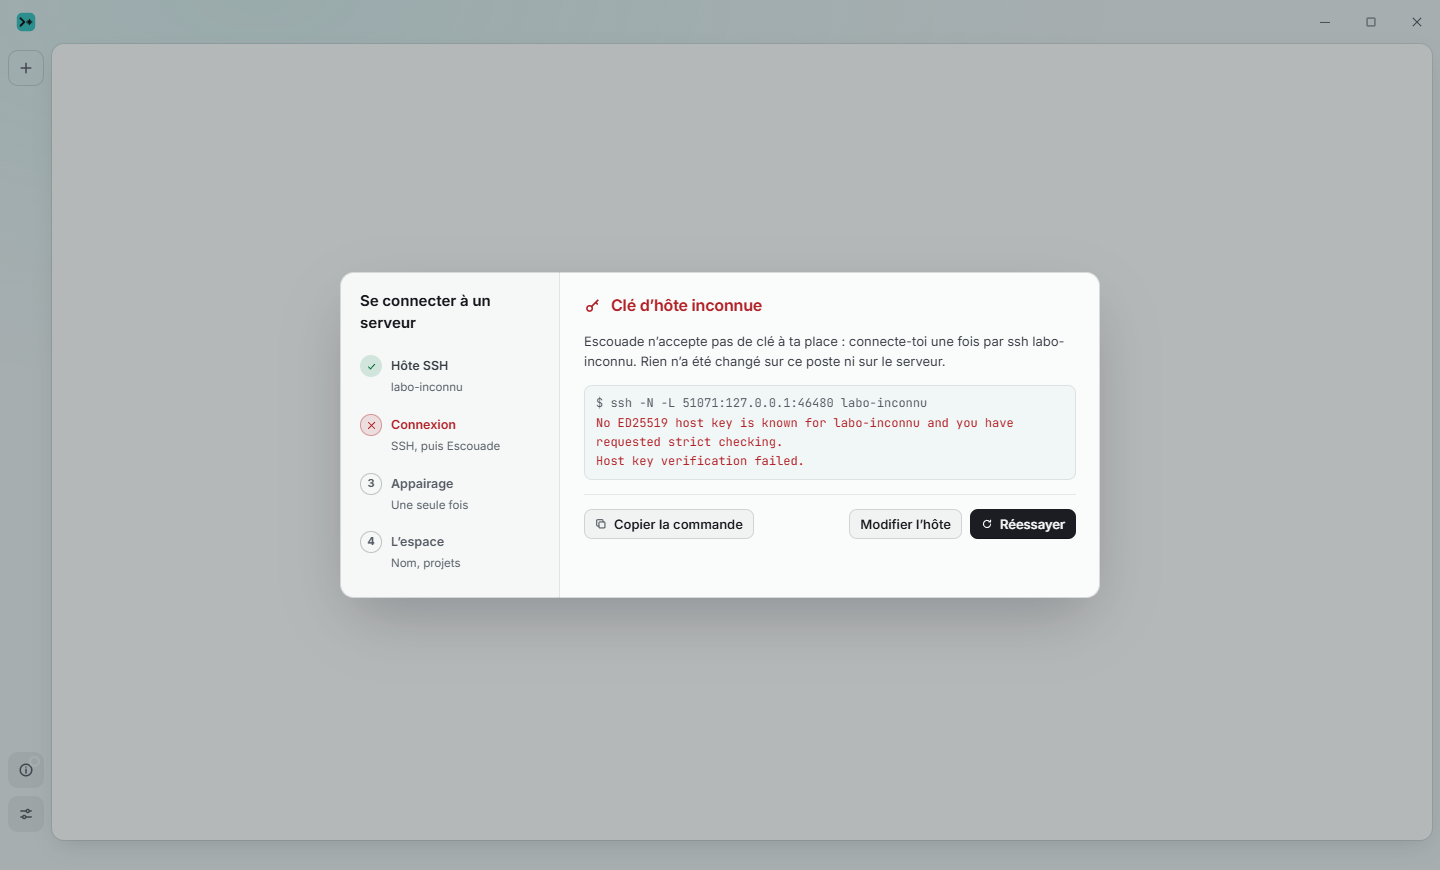 Se connecter à un
serveur
Hôte SSH
labo-inconnu
Connexion
SSH, puis Escouade
3 Appairage
Une seule fois
4 L’espace
Nom, projets
Clé d’hôte inconnue
Escouade n’accepte pas de clé à ta place : connecte-toi une fois par ssh labo-
inconnu. Rien n’a été changé sur ce poste ni sur le serveur.
$ ssh -N -L 51071:127.0.0.1:46480 labo-inconnu
No ED25519 host key is known for labo-inconnu and you have
requested strict checking.
Host key verification failed.
Copier la commande
Modifier l’hôte
Réessayer